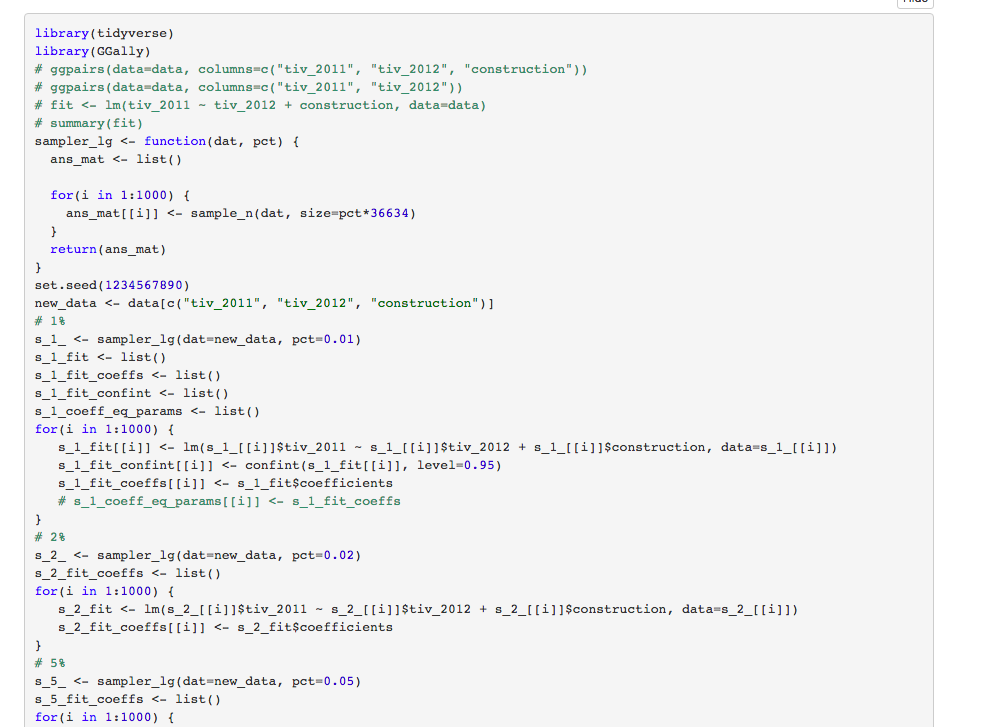 library(tidyverse)
library(GGally)
# ggpairs(data=data, columns=c("tiv_2011", "tiv_2012", "construction"))
# ggpairs(data=data, columns=c("tiv_2011", "tiv_2012"))
# fit <- lm(tiv_2011 ~ tiv_2012 + construction, data=data)
# summary(fit)
sampler_lg <- function(dat, pct) {
  ans_mat <- list()

  for(i in 1:1000) {
    ans_mat[[i]] <- sample_n(dat, size=pct*36634)
  }
  return(ans_mat)
}
set.seed(1234567890)
new_data <- data[c("tiv_2011", "tiv_2012", "construction")]
# 1%
s_1_ <- sampler_lg(dat=new_data, pct=0.01)
s_1_fit <- list()
s_1_fit_coeffs <- list()
s_1_fit_confint <- list()
s_1_coeff_eq_params <- list()
for(i in 1:1000) {
   s_1_fit[[i]] <- lm(s_1_[[i]]$tiv_2011 ~ s_1_[[i]]$tiv_2012 + s_1_[[i]]$construction, data=s_1_[[i]])
   s_1_fit_confint[[i]] <- confint(s_1_fit[[i]], level=0.95)
   s_1_fit_coeffs[[i]] <- s_1_fit$coefficients
   # s_1_coeff_eq_params[[i]] <- s_1_fit_coeffs
}
# 2%
s_2_ <- sampler_lg(dat=new_data, pct=0.02)
s_2_fit_coeffs <- list()
for(i in 1:1000) {
   s_2_fit <- lm(s_2_[[i]]$tiv_2011 ~ s_2_[[i]]$tiv_2012 + s_2_[[i]]$construction, data=s_2_[[i]])
   s_2_fit_coeffs[[i]] <- s_2_fit$coefficients
}
# 5%
s_5_ <- sampler_lg(dat=new_data, pct=0.05)
s_5_fit_coeffs <- list()
for(i in 1:1000) {